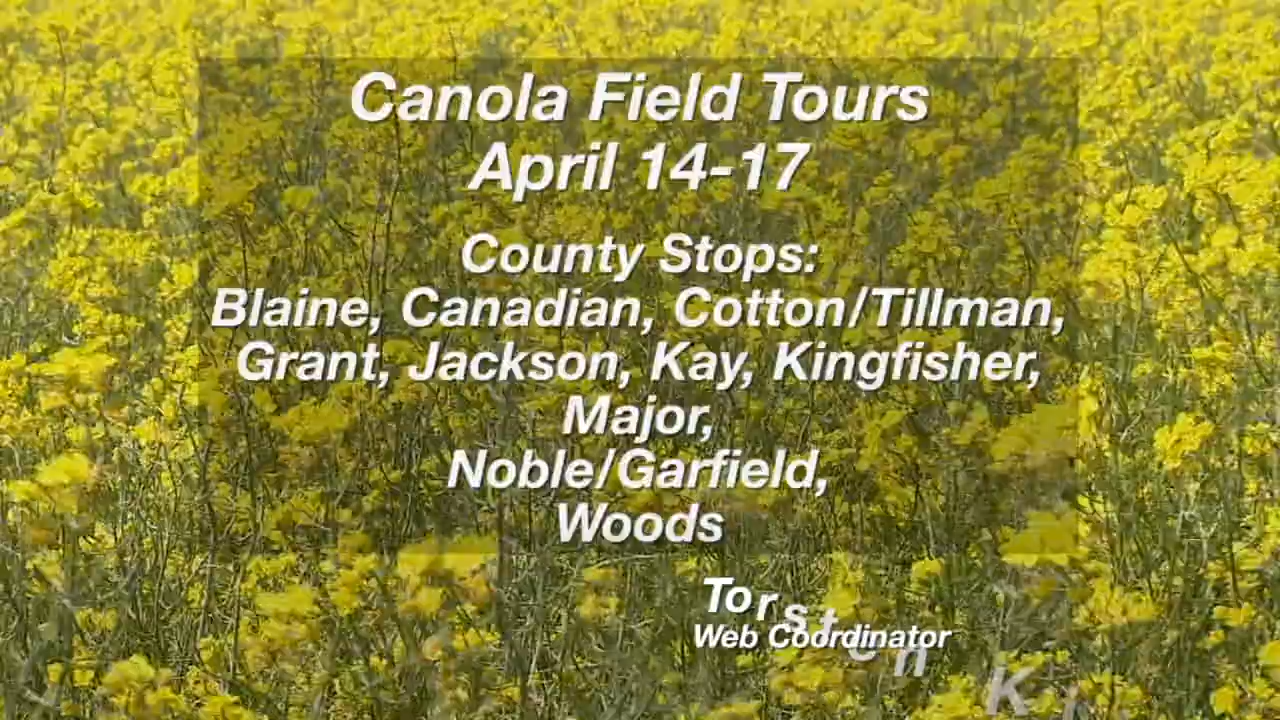 Canola Field Tours
April 14-17
County Stops:
Blaine, Canadian, Cotton/Tillman,
Grant, Jackson, Kay, Kingfisher,
Major,
Noble/Garfield,
Woods
Torsten
Web Coordinator